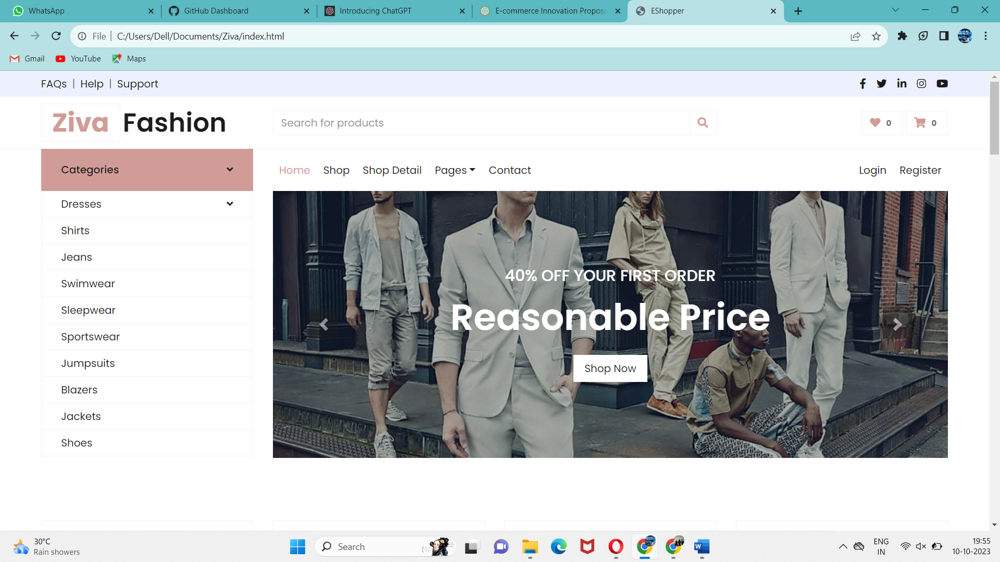 WhatsApp
GitHub Dashboard
Introducing ChatGPT
E-commerce Innovation Proposa
EShopper
File
C:/Users/Dell/Documents/Ziva/index.html
Gmail
YouTube
Maps
FAQs | Help | Support
Ziva Fashion
Search for products
0
0
Categories
Home
Shop
Shop Detail
Pages
Contact
Login
Register
Dresses
Shirts
Jeans
Swimwear
Sleepwear
Sportswear
Jumpsuits
Blazers
Jackets
Shoes
40% OFF YOUR FIRST ORDER
Reasonable Price
Shop Now
30°C
Rain showers
Search
ENG
IN
19:55
10-10-2023